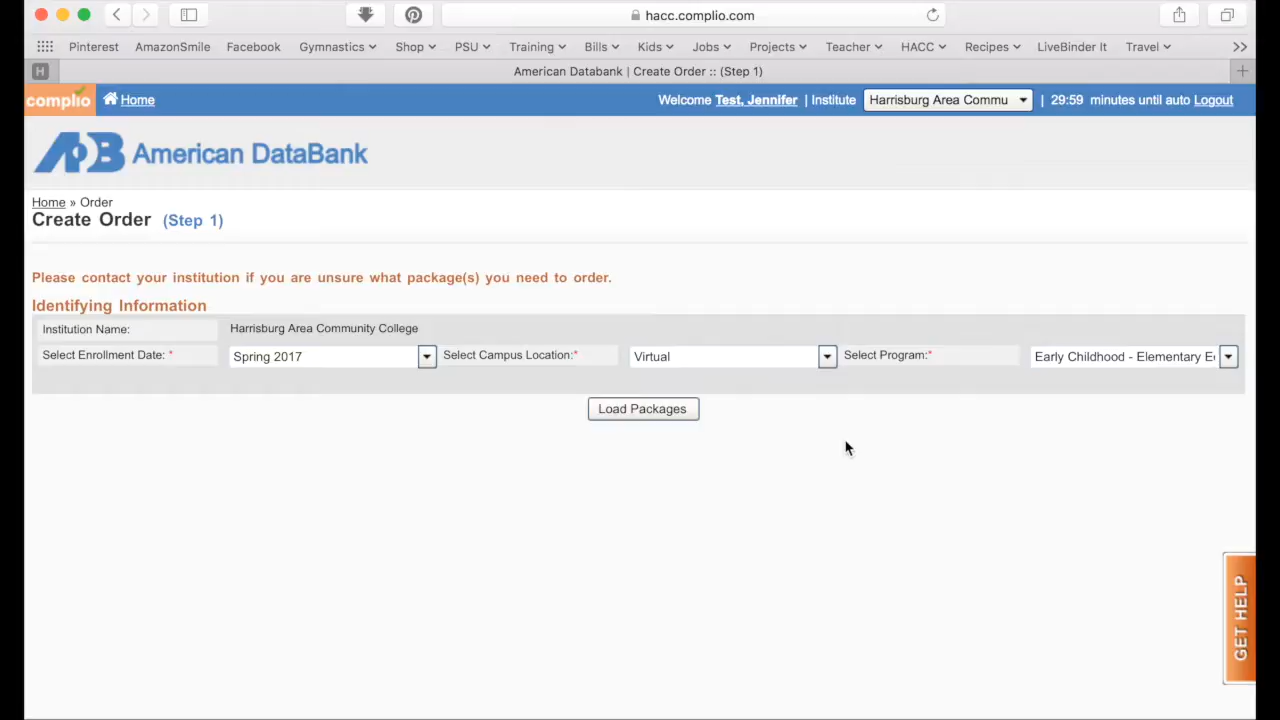 hacc.complio.com
Pinterest AmazonSmile Facebook Gymnastics Shop PSU Training Bills Kids Jobs Projects Teacher HACC Recipes LiveBinder It Travel >>
H American Databank | Create Order :: (Step 1) +
complio Home Welcome Test, Jennifer | Institute Harrisburg Area Commu | 29:59 minutes until auto Logout
ADB American DataBank
Home » Order
Create Order (Step 1)
Please contact your institution if you are unsure what package(s) you need to order.
Identifying Information
Institution Name: Harrisburg Area Community College
Select Enrollment Date: * Spring 2017 Select Campus Location:* Virtual Select Program:* Early Childhood - Elementary E
Load Packages
GET HELP